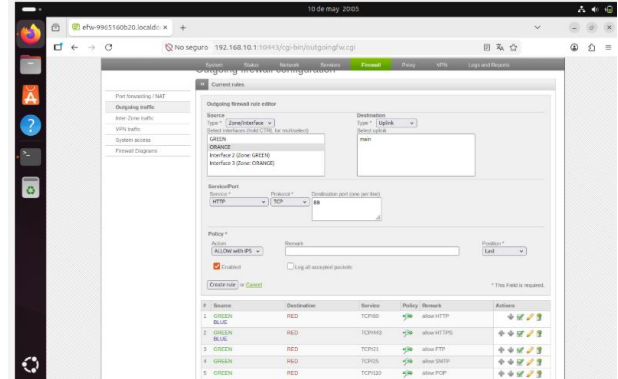 10 de may 20:05
efw-9965160b20.localdc
No seguro 192.168.10.1:10443/cgi-bin/outgoingfw.cgi
System Status Network Services Firewall Proxy VPN Logs and Reports
Outgoing firewall configuration
Current rules
Port forwarding / NAT
Outgoing traffic
Inter-Zone traffic
VPN traffic
System access
Firewall Diagrams
Outgoing firewall rule editor
Source Destination
Type * Zone/Interface Type * Uplink
Select interfaces (hold CTRL for multiselect) Select uplink
GREEN main
ORANGE
Interface 2 (Zone: GREEN)
Interface 3 (Zone: ORANGE)
Service/Port
Service * Protocol * Destination port (one per line)
HTTP TCP 80
Policy *
Action Remark Position *
ALLOW with IPS Last
Enabled Log all accepted packets
Create rule or Cancel * This Field is required.
# Source Destination Service Policy Remark Actions
1 GREEN RED TCP/80 allow HTTP
BLUE
2 GREEN RED TCP/443 allow HTTPS
BLUE
3 GREEN RED TCP/21 allow FTP
4 GREEN RED TCP/25 allow SMTP
5 GREEN RED TCP/110 allow POP